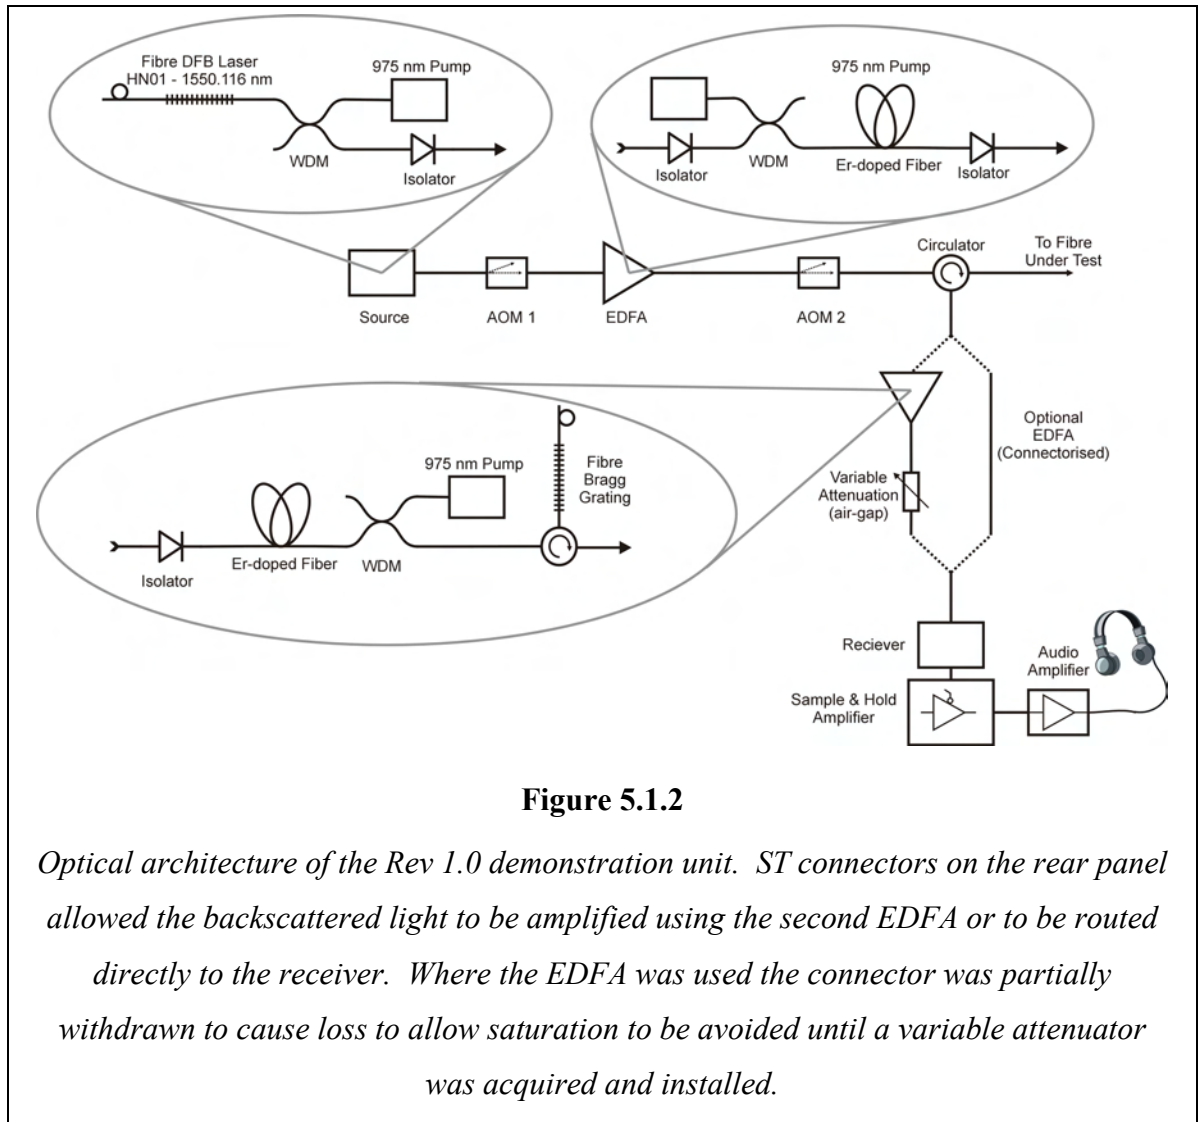 Fibre DFB Laser
HN01 - 1550.116 nm
975 nm Pump
WDM
Isolator
975 nm Pump
Isolator
WDM
Er-doped Fiber
Isolator
Source
AOM 1
EDFA
AOM 2
Circulator
To Fibre
Under Test
Optional
EDFA
(Connectorised)
Variable
Attenuation
(air-gap)
975 nm Pump
Fibre
Bragg
Grating
Isolator
Er-doped Fiber
WDM
Reciever
Sample & Hold
Amplifier
Audio
Amplifier
Figure 5.1.2
Optical architecture of the Rev 1.0 demonstration unit. ST connectors on the rear panel
allowed the backscattered light to be amplified using the second EDFA or to be routed
directly to the receiver. Where the EDFA was used the connector was partially
withdrawn to cause loss to allow saturation to be avoided until a variable attenuator
was acquired and installed.